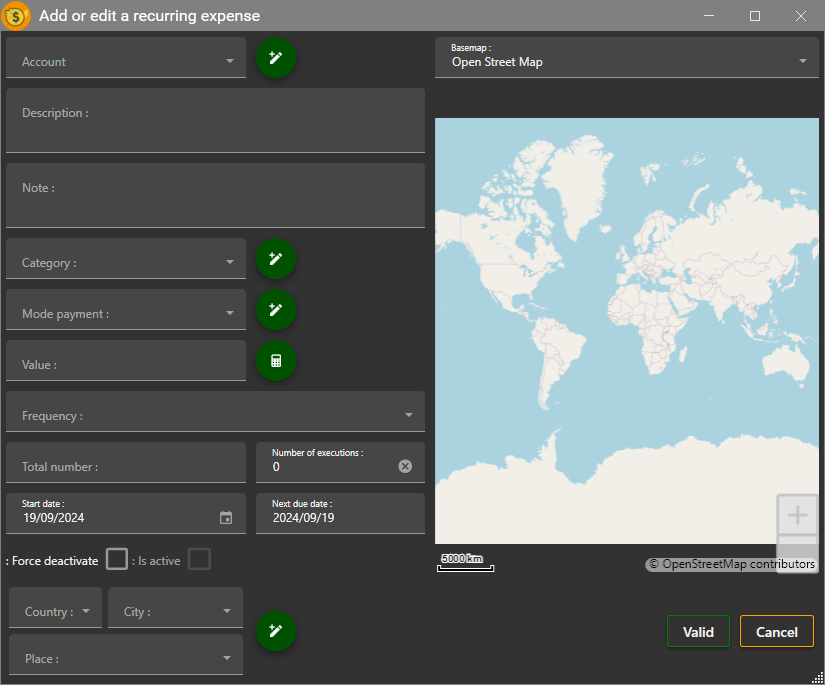 Add or edit a recurring expense
Account
Basemap :
Open Street Map
Description :
Note :
Category :
Mode payment :
Value :
Frequency :
Total number :
Number of executions :
0
Start date :
19/09/2024
Next due date :
2024/09/19
: Force deactivate
: Is active
5000 km
© OpenStreetMap contributors
Country :
City :
Place :
Valid
Cancel